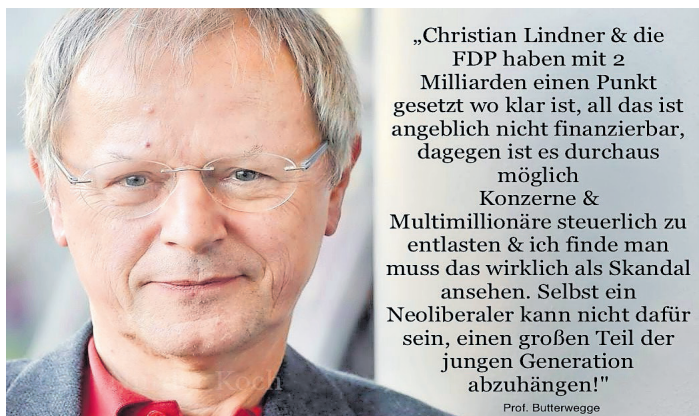 „Christian Lindner & die
FDP haben mit 2
Milliarden einen Punkt
gesetzt wo klar ist, all das ist
angeblich nicht finanzierbar,
dagegen ist es durchaus
möglich
Konzerne &
Multimillionäre steuerlich zu
entlasten & ich finde man
muss das wirklich als Skandal
ansehen. Selbst ein
Neoliberaler kann nicht dafür
sein, einen großen Teil der
jungen Generation
abzuhängen!"
Prof. Butterwegge
Koch